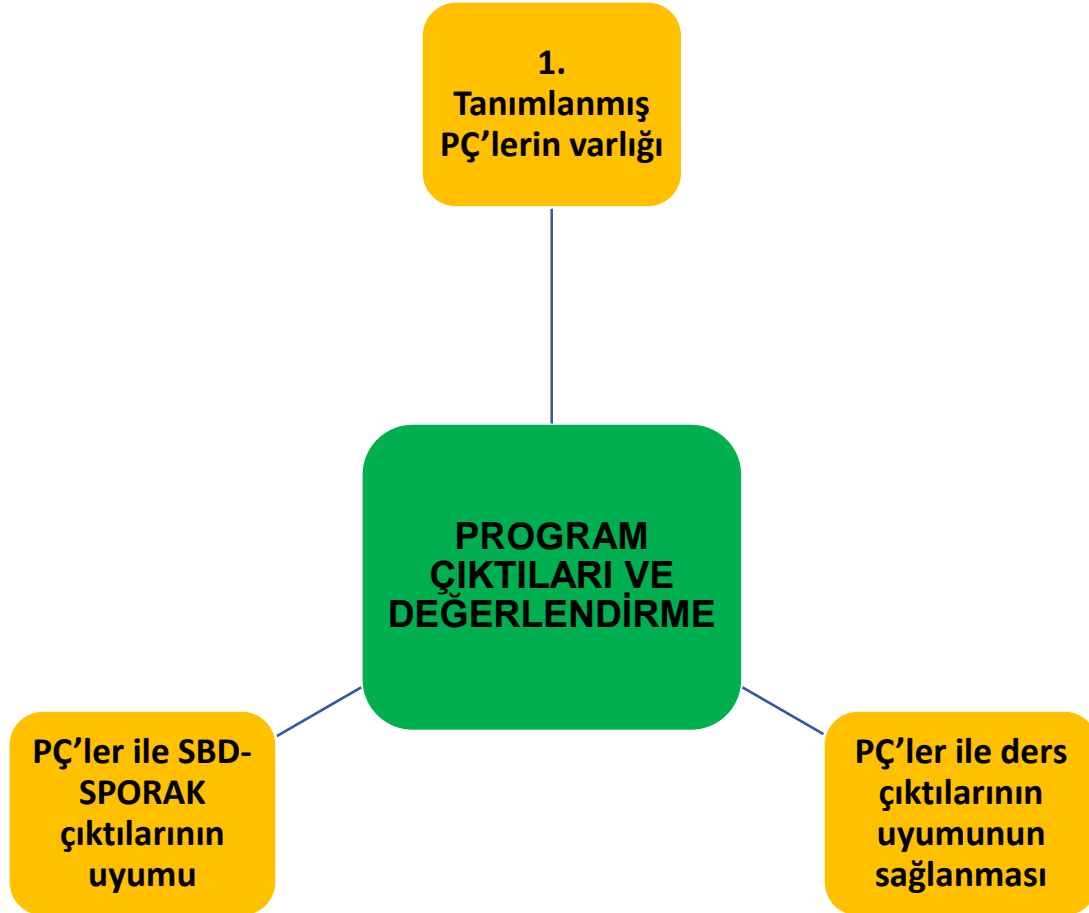 1.
Tanımlanmış
PÇ’lerin varlığı
PROGRAM
ÇIKTILARI VE
DEĞERLENDİRME
PÇ’ler ile SBD-
SPORAK
çıktılarının
uyumu
PÇ’ler ile ders
çıktılarının
uyumunun
sağlanması